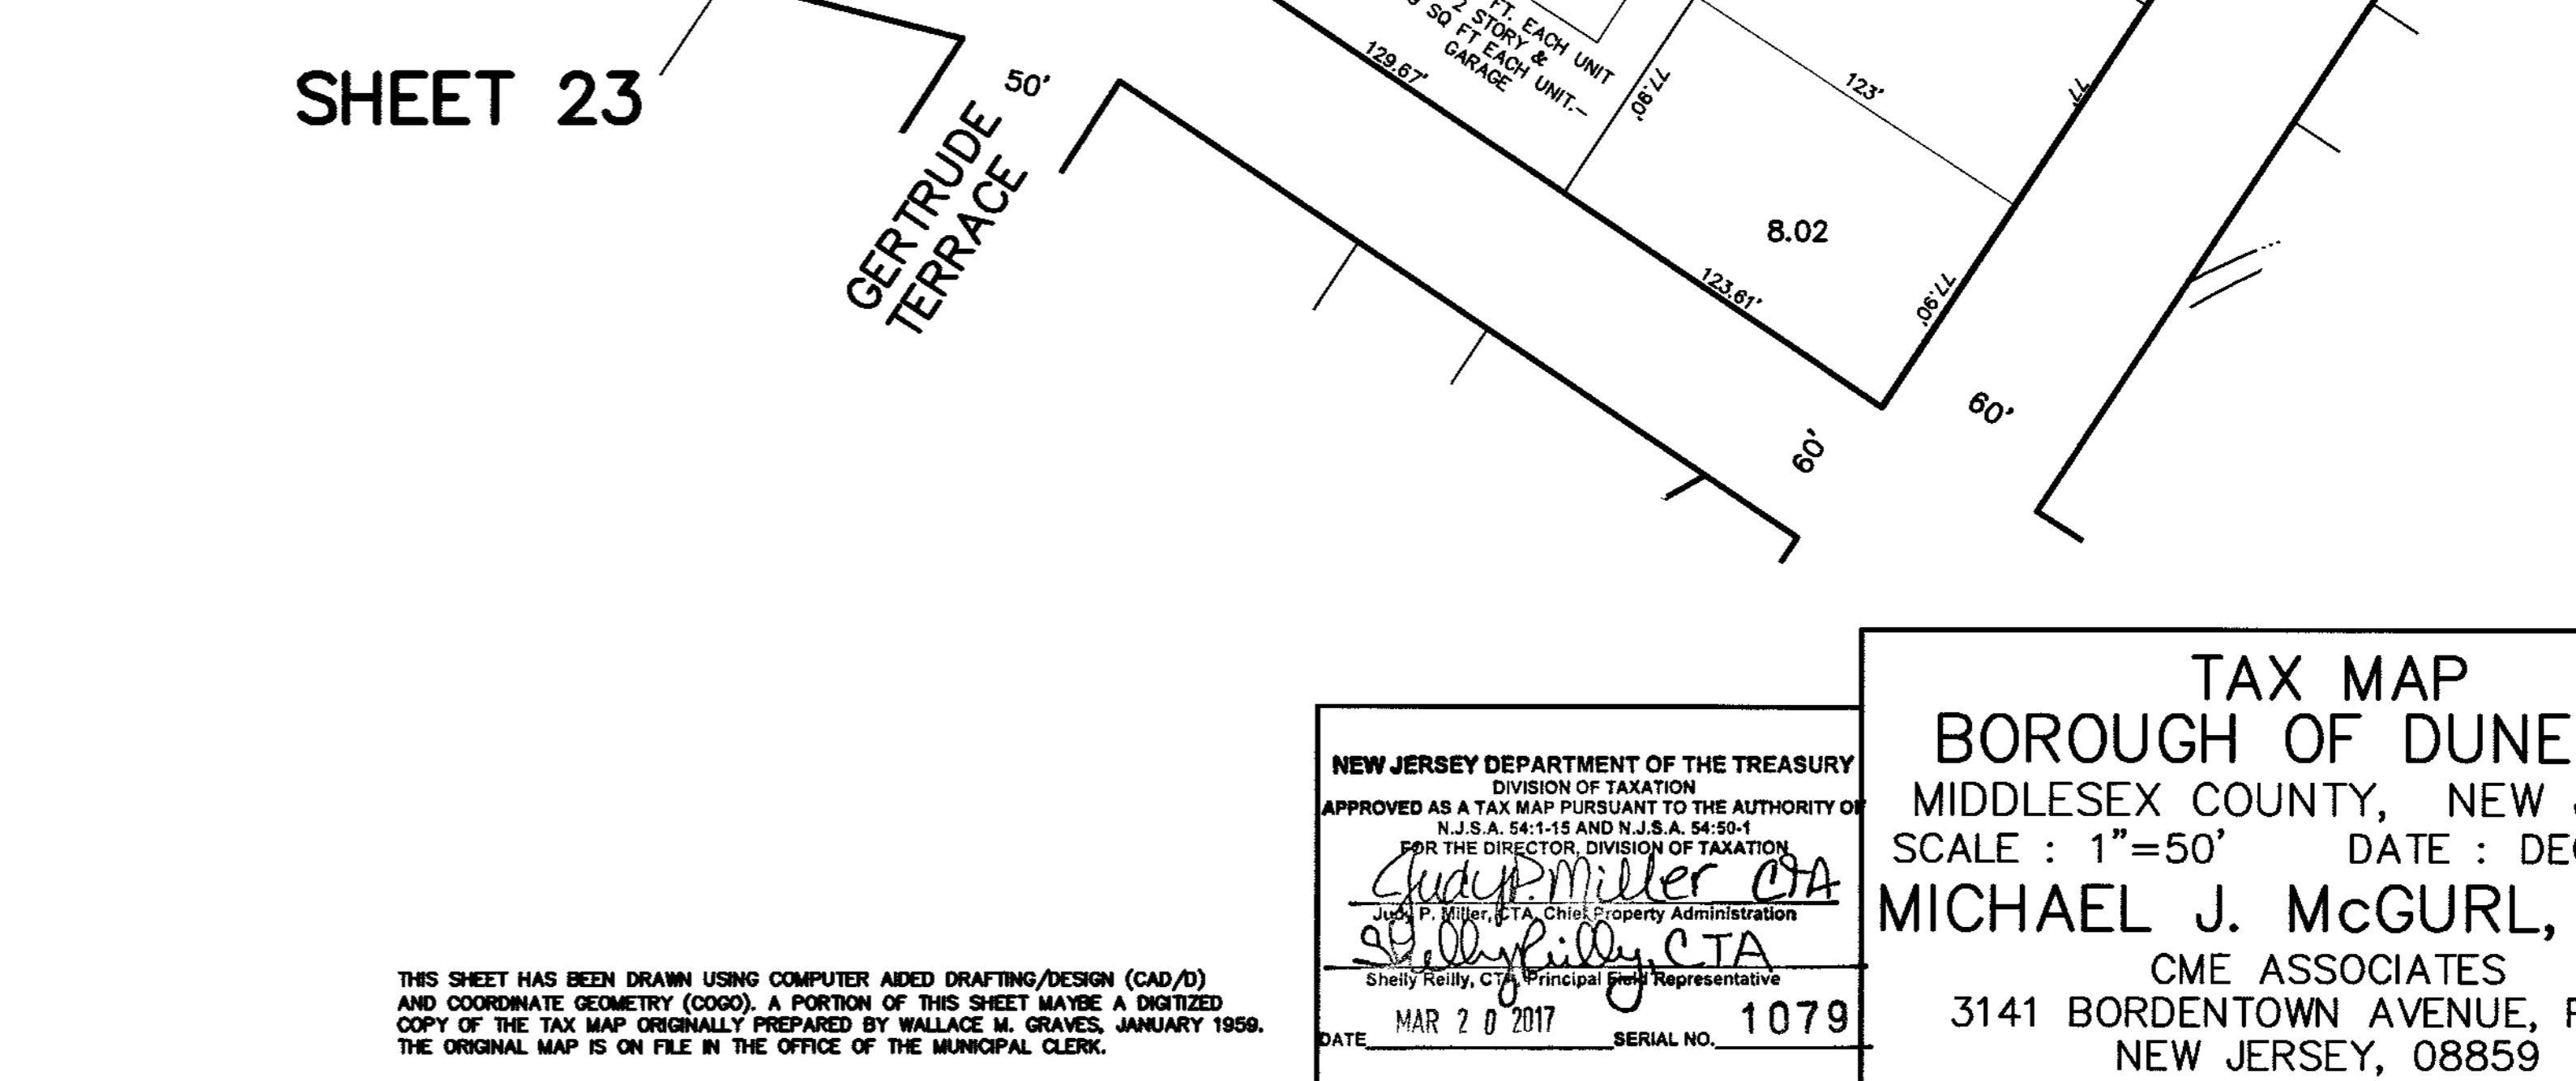 SHEET 23
50'
GERTRUDE
TERRACE
FT. EACH UNIT
2 STORY &
SQ FT EACH UNIT.-
GARAGE
129.67'
77.90'
123'
77'
8.02
123.61'
77.90'
60'
60'
THIS SHEET HAS BEEN DRAWN USING COMPUTER AIDED DRAFTING/DESIGN (CAD/D)
AND COORDINATE GEOMETRY (COGO). A PORTION OF THIS SHEET MAYBE A DIGITIZED
COPY OF THE TAX MAP ORIGINALLY PREPARED BY WALLACE M. GRAVES, JANUARY 1959.
THE ORIGINAL MAP IS ON FILE IN THE OFFICE OF THE MUNICIPAL CLERK.
NEW JERSEY DEPARTMENT OF THE TREASURY
DIVISION OF TAXATION
APPROVED AS A TAX MAP PURSUANT TO THE AUTHORITY OF
N.J.S.A. 54:1-15 AND N.J.S.A. 54:50-1
FOR THE DIRECTOR, DIVISION OF TAXATION
Judy P. Miller CTA
Judy P. Miller, CTA, Chief Property Administration
Shelly Reilly, CTA
Shelly Reilly, CTA, Principal Field Representative
DATE MAR 20 2017 SERIAL NO. 1079
TAX MAP
BOROUGH OF DUNE
MIDDLESEX COUNTY, NEW
SCALE : 1"=50' DATE : DE
MICHAEL J. McGURL,
CME ASSOCIATES
3141 BORDENTOWN AVENUE,
NEW JERSEY, 08859